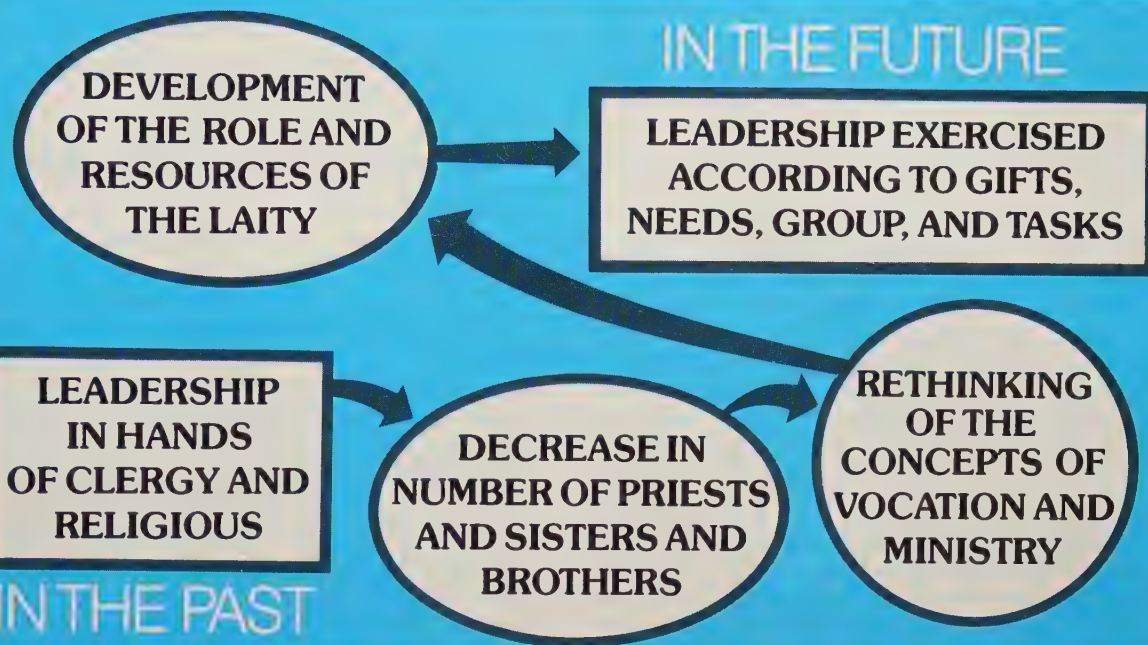 IN THE FUTURE
DEVELOPMENT
OF THE ROLE AND
RESOURCES OF
THE LAITY
LEADERSHIP EXERCISED
ACCORDING TO GIFTS,
NEEDS, GROUP, AND TASKS
LEADERSHIP
IN HANDS
OF CLERGY AND
RELIGIOUS
DECREASE IN
NUMBER OF PRIESTS
AND SISTERS AND
BROTHERS
RETHINKING
OF THE
CONCEPTS OF
VOCATION AND
MINISTRY
IN THE PAST